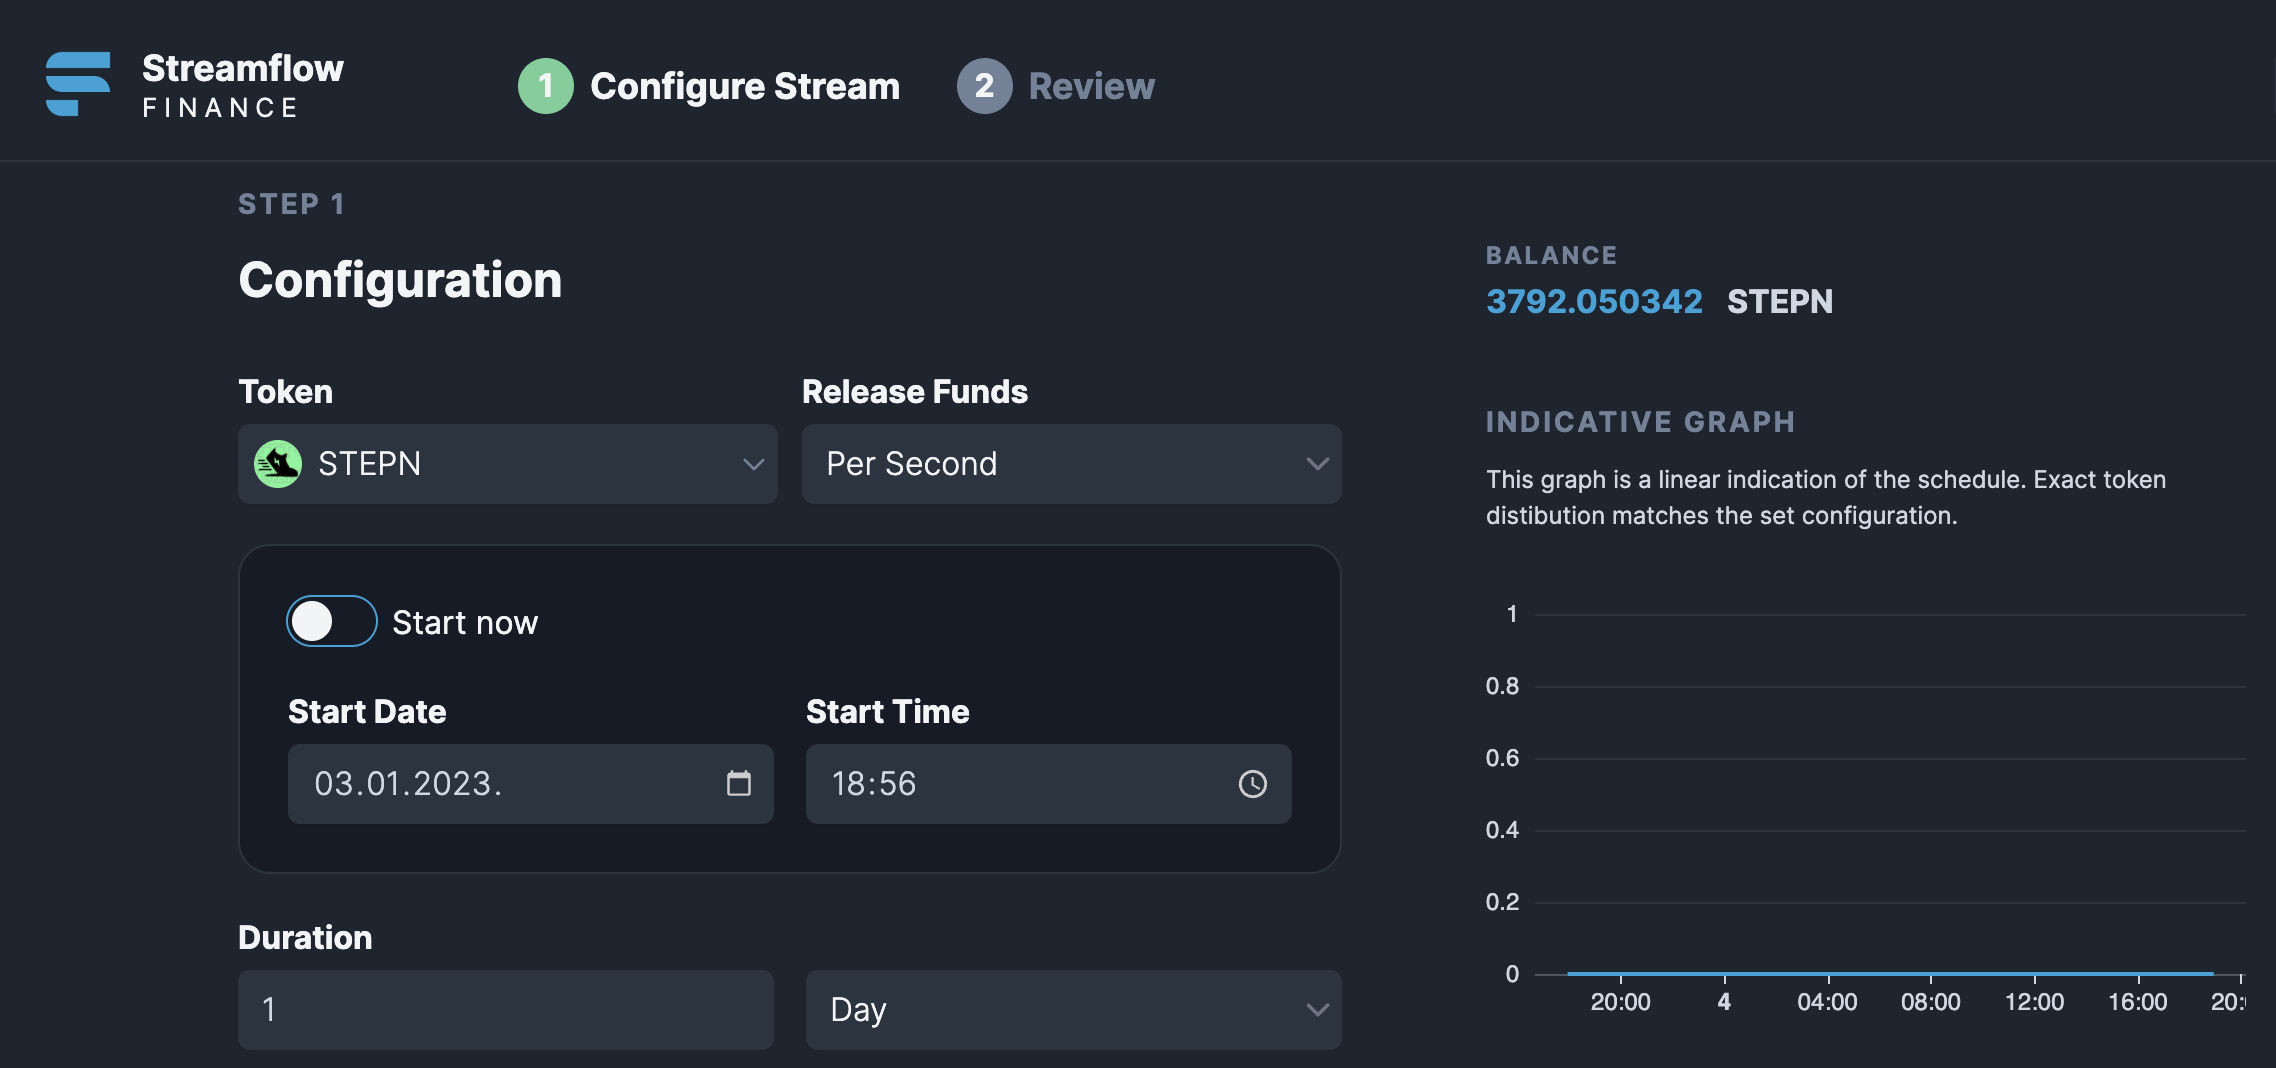 Streamflow
FINANCE
1 Configure Stream
2 Review
STEP 1
Configuration
Token
Release Funds
STEPN
Per Second
Start now
Start Date
Start Time
03.01.2023.
18:56
Duration
1
Day
BALANCE
3792.050342 STEPN
INDICATIVE GRAPH
This graph is a linear indication of the schedule. Exact token
distibution matches the set configuration.
1
0.8
0.6
0.4
0.2
0
20:00 4 04:00 08:00 12:00 16:00